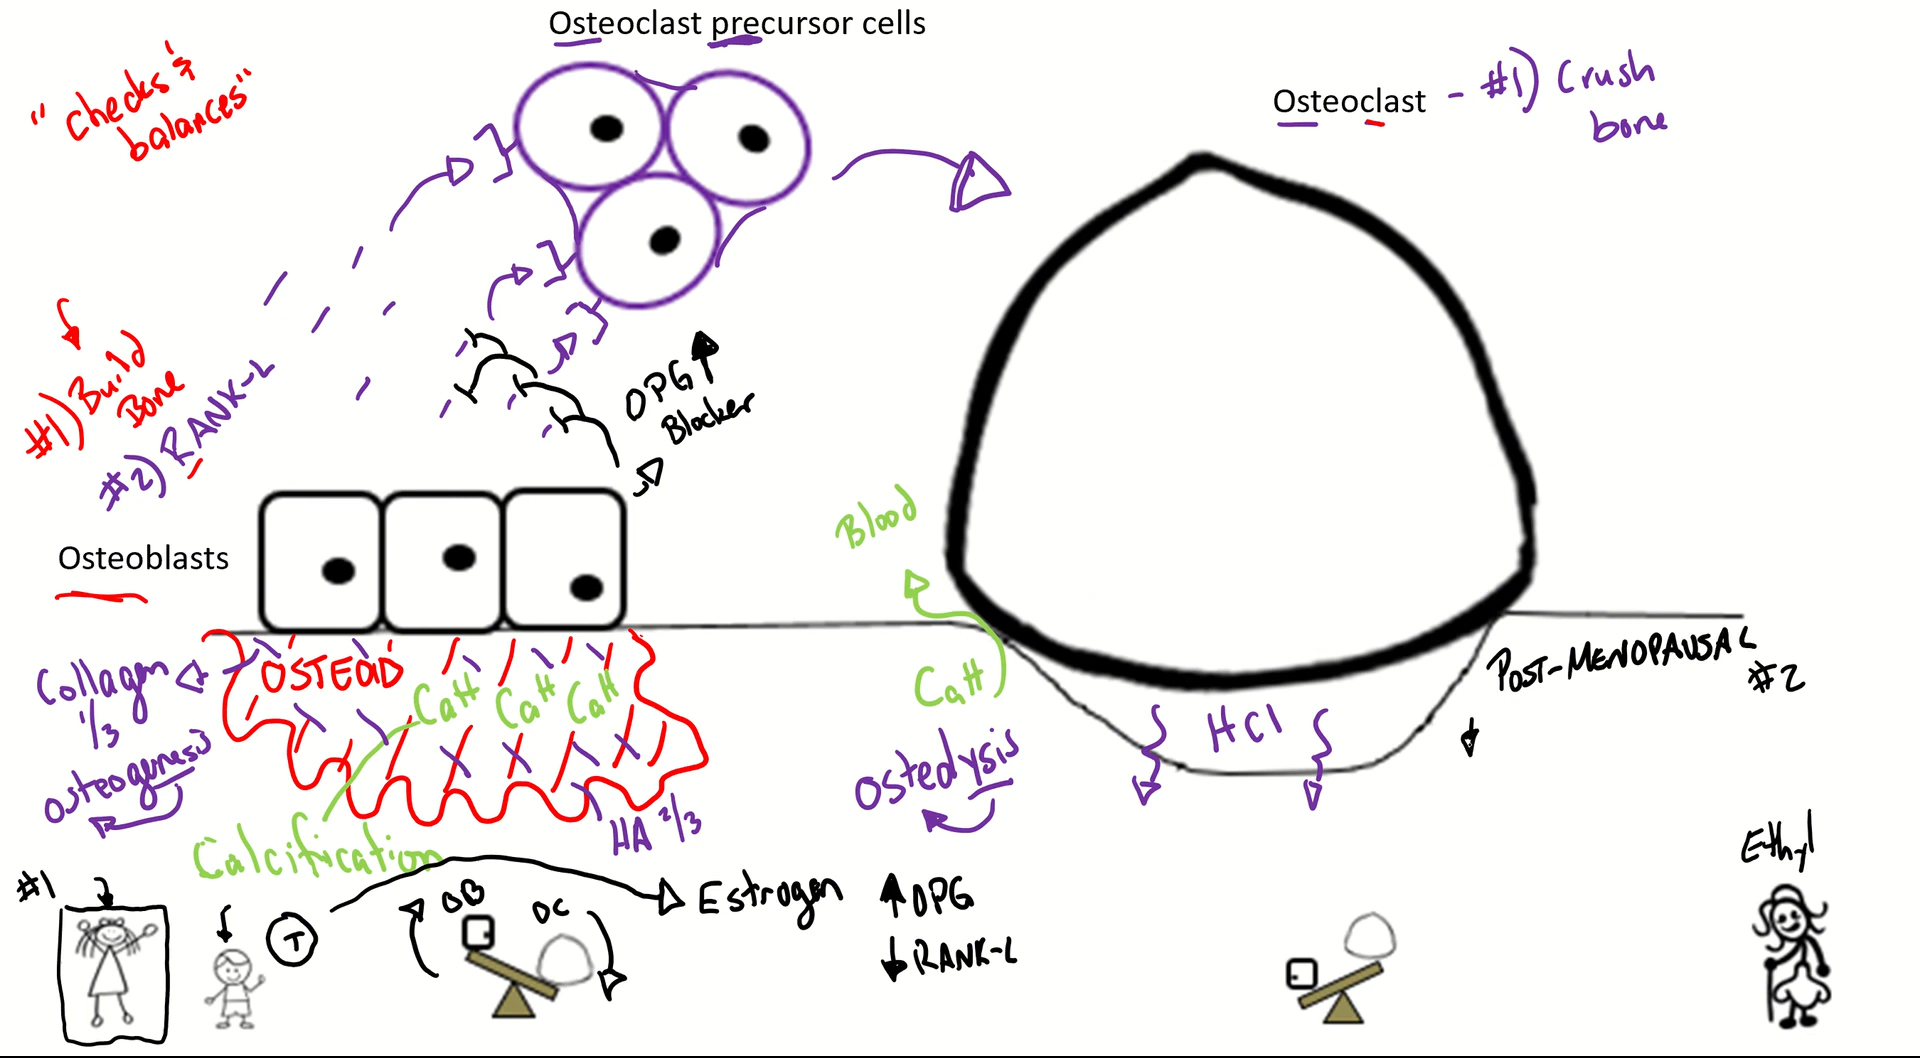 Osteoclast precursor cells
"Checks &
balances"
Osteoclast - #1) Crush
bone
#1) Build
Bone
#2) RANK-L
OPG
Blocker
Osteoblasts
Blood
Ca++
Collagen
1/3
OSTEOID
Ca++ Ca++ Ca++
osteogenesis
HA 2/3
Calcification
HCl
Osteolysis
POST-MENOPAUSAL
#2
Ethyl
#1
T
OB
OC
Estrogen
OPG
RANK-L